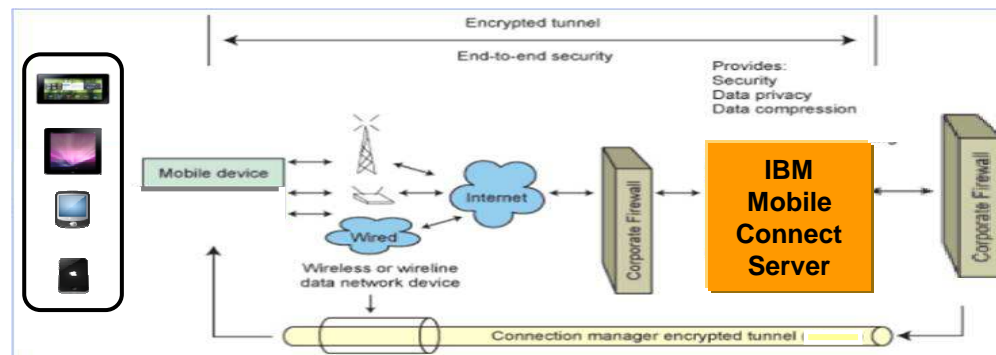 Encrypted tunnel
End-to-end security
Provides:
Security
Data privacy
Data compression
Mobile device
Internet
Wired
Wireless or wireline
data network device
Corporate Firewall
IBM
Mobile
Connect
Server
Corporate Firewall
Connection manager encrypted tunnel